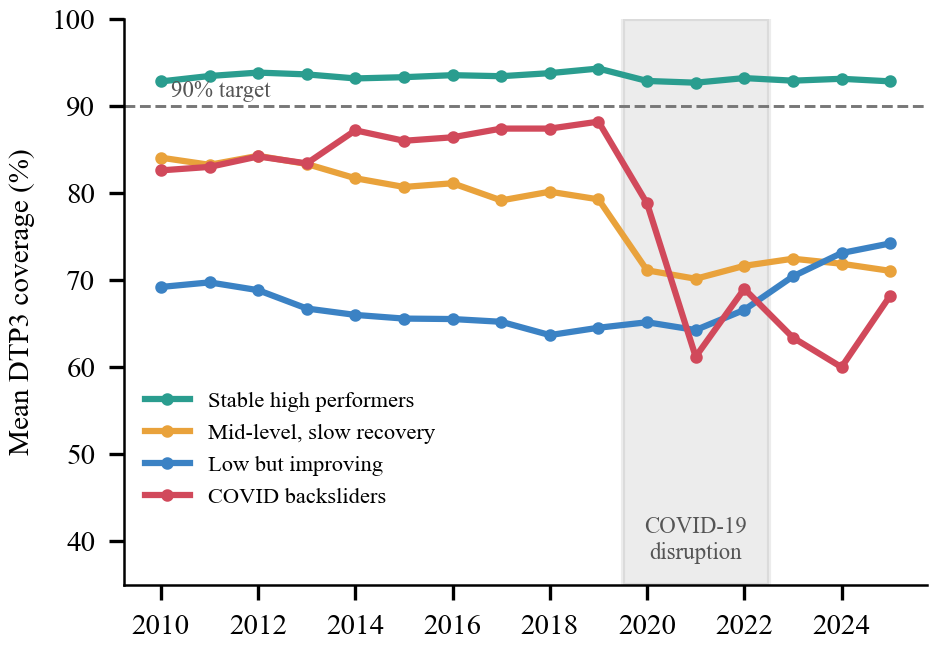 Mean DTP3 coverage (%)
100
90
80
70
60
50
40
90% target
Stable high performers
Mid-level, slow recovery
Low but improving
COVID backsliders
COVID-19
disruption
2010 2012 2014 2016 2018 2020 2022 2024